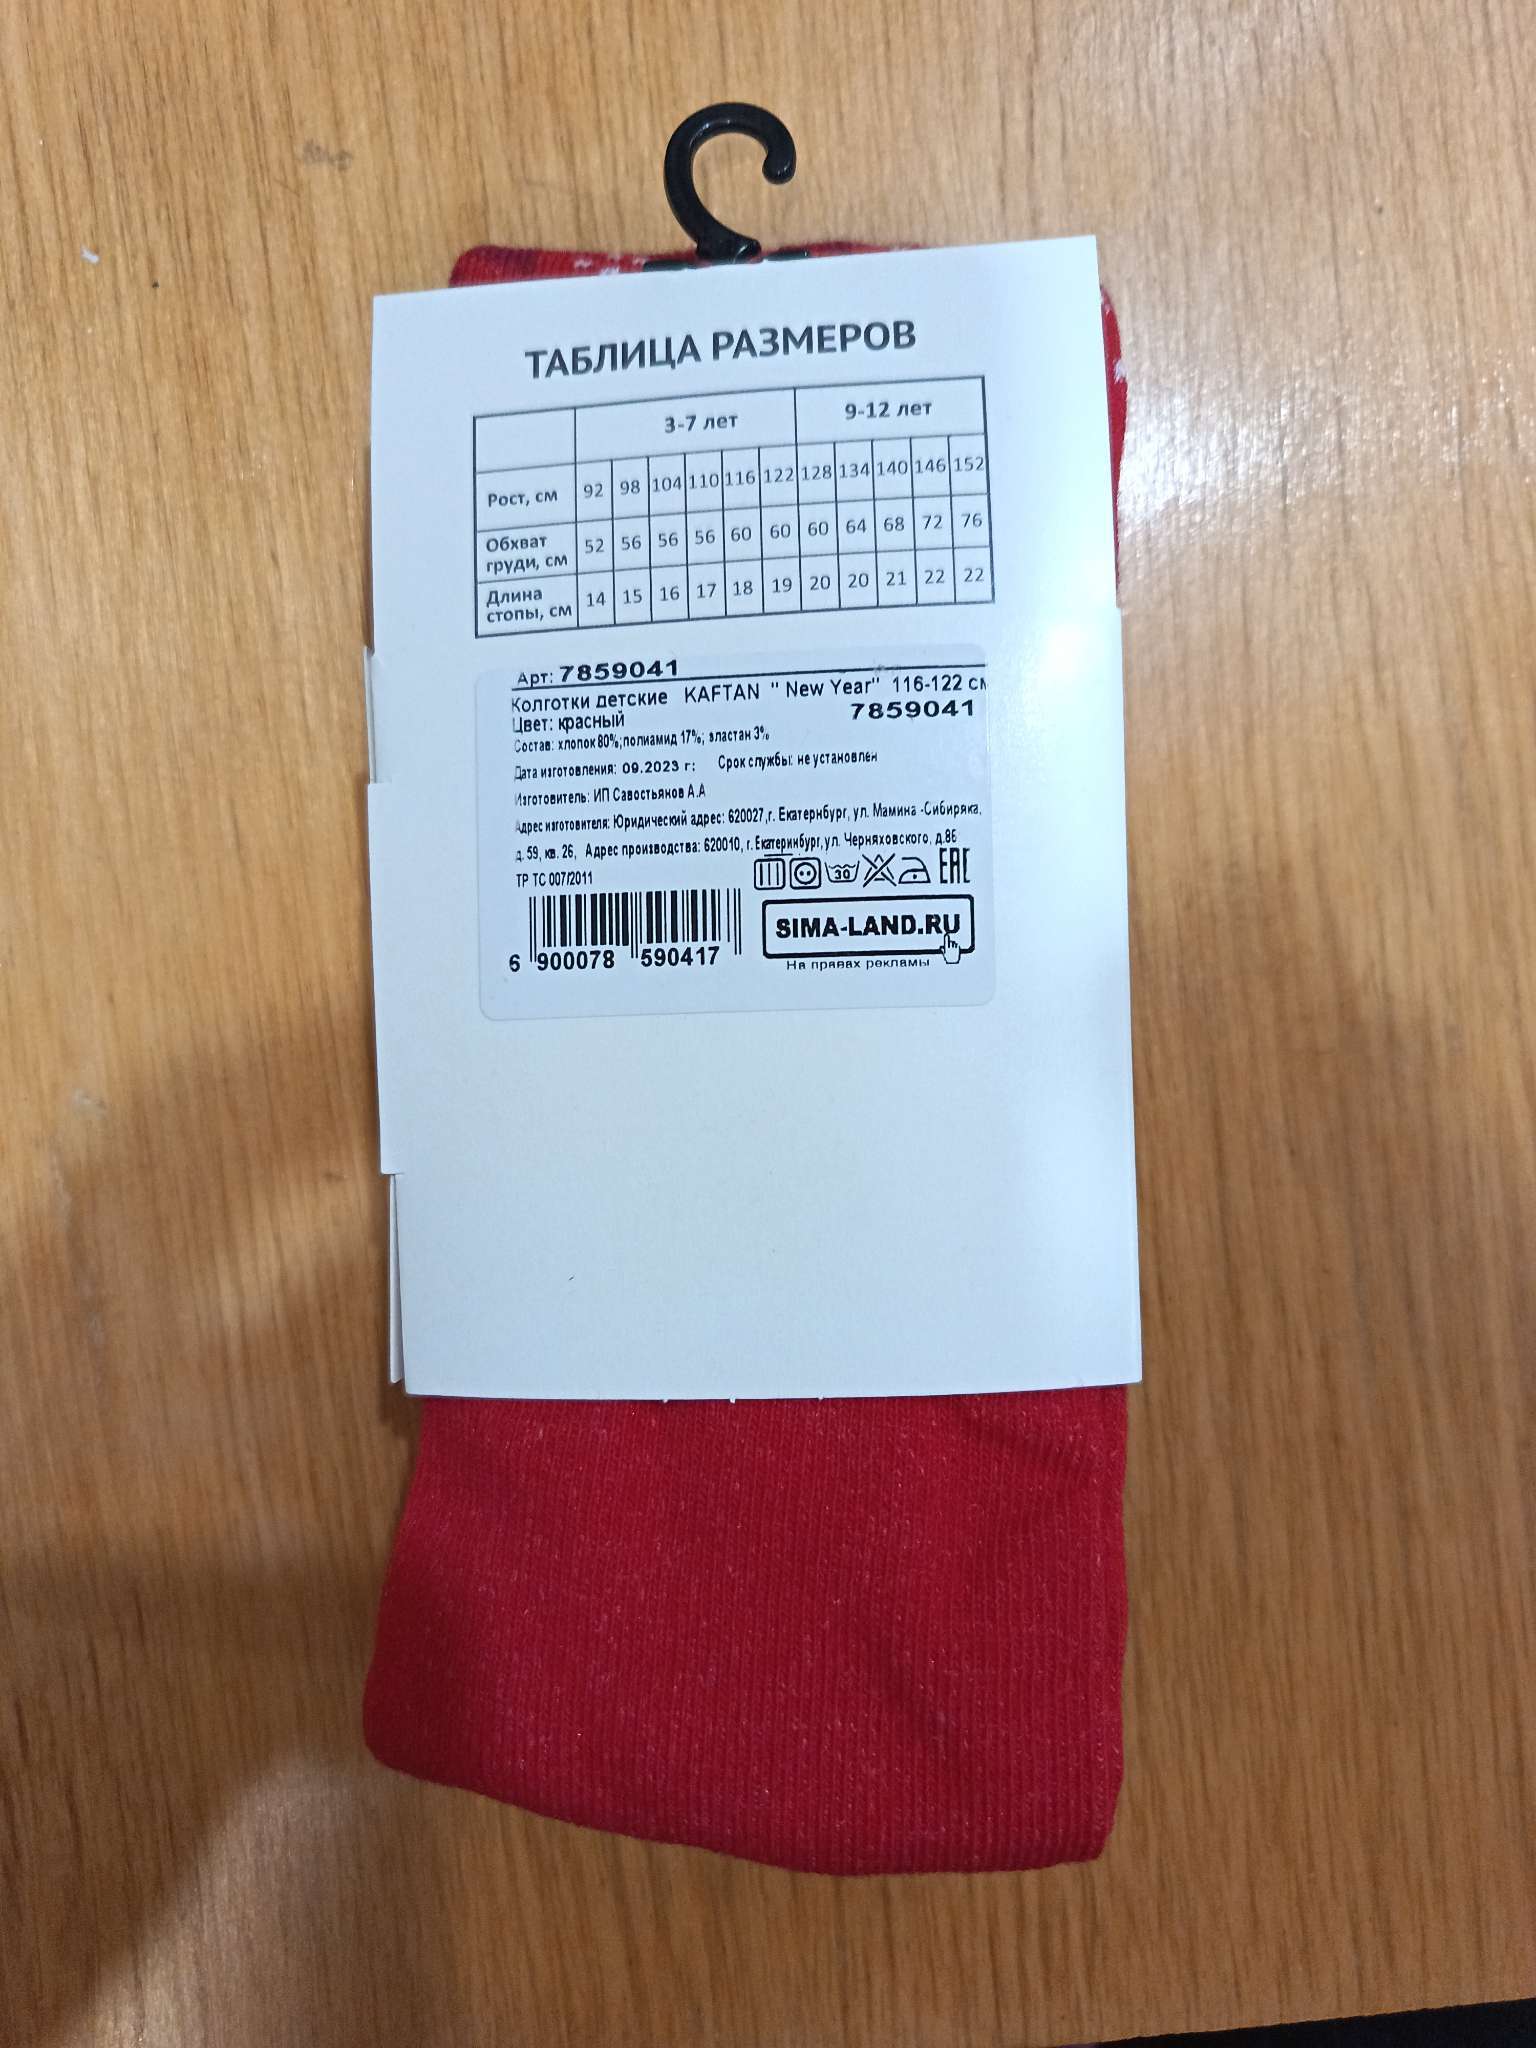 ТАБЛИЦА РАЗМЕРОВ
3-7 лет 9-12 лет
Рост, см 92 98 104 110 116 122 128 134 140 146 152
Обхват груди, см 52 56 56 56 60 60 60 64 68 72 76
Длина стопы, см 14 15 16 17 18 19 20 20 21 22 22
Арт: 7859041
Колготки детские KAFTAN " New Year" 116-122 см
Цвет: красный 7859041
Состав: хлопок 80%;полиамид 17%; эластан 3%
Дата изготовления: 09.2023 г; Срок службы: не установлен
Изготовитель: ИП Савостьянов А.А
Адрес изготовителя: Юридический адрес: 620027,г. Екатернбург, ул. Мамина -Сибиряка,
д. 59, кв. 26, Адрес производства: 620010, г. Екатеринбург,ул. Черняховского, д.86
ТР ТС 007/2011
30 EAC
SIMA-LAND.RU
На правах рекламы
6 900078 590417